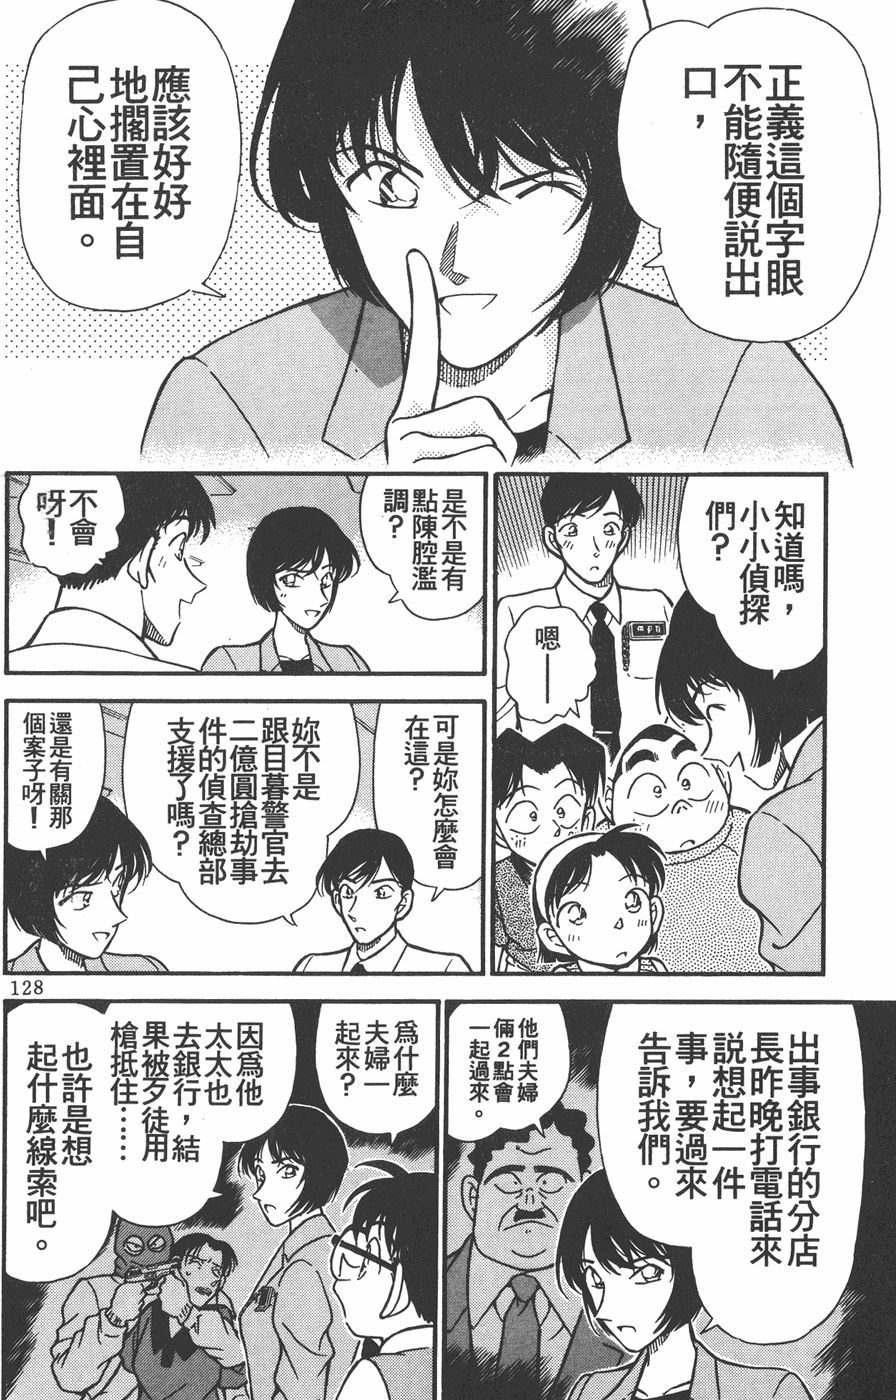 正義這個字眼
不能隨便說出
口，
應該好好
地擱置在自
己心裡面。
知道嗎，
小小偵探
們？
嗯——
是不是有
點陳腔濫
調？
不會
呀！
可是妳怎麼會
在這？
妳不是
跟目暮警官去
二億圓搶劫事
件的偵查總部
支援了嗎？
還是有關那
個案子呀！
128
出事銀行的分店
長昨晚打電話來
說想起一件
事，要過來
告訴我們。
他們夫婦
倆2點會
一起過來。
爲什麼
夫婦一
起來？
因爲他
太太也
去銀行，結
果被歹徒用
槍抵住……
也許是想
起什麼線索吧。